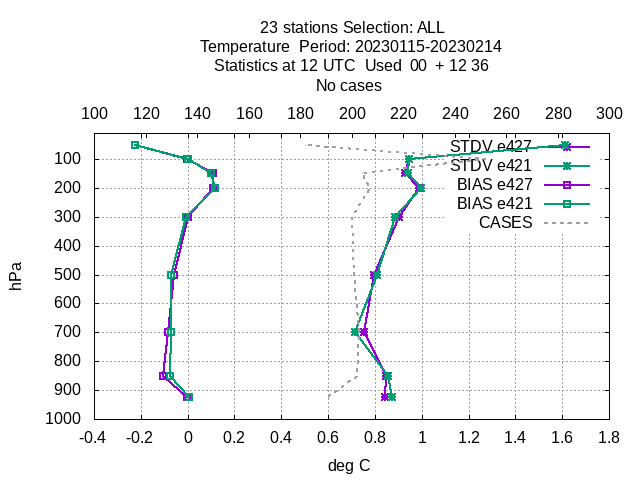 23 stations Selection: ALL
Temperature  Period: 20230115-20230214
Statistics at 12 UTC  Used  00  + 12 36
No cases
100 120 140 160 180 200 220 240 260 280 300
STDV e427
STDV e421
BIAS e427
BIAS e421
CASES
hPa
100
200
300
400
500
600
700
800
900
1000
-0.4 -0.2 0 0.2 0.4 0.6 0.8 1 1.2 1.4 1.6 1.8
deg C